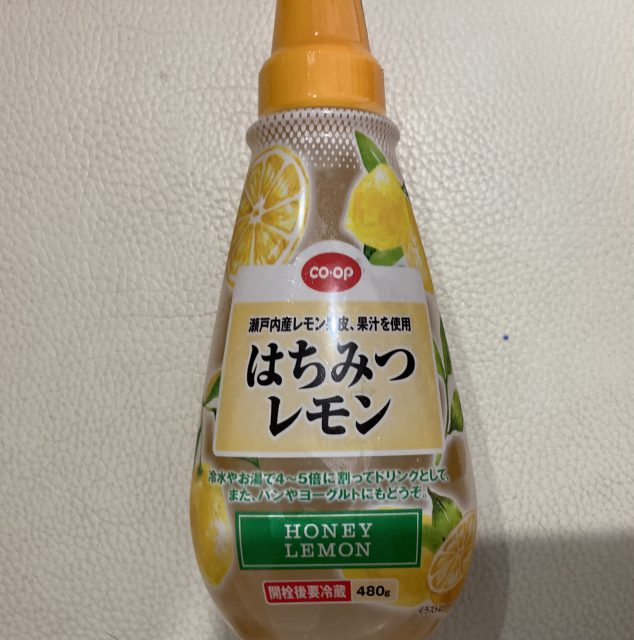 CO·OP
瀬戸内産レモン果皮、果汁を使用
はちみつ
レモン
冷水やお湯で4~5倍に割ってドリンクとして、
また、パンやヨーグルトにもどうぞ。
HONEY
LEMON
開栓後要冷蔵 480g